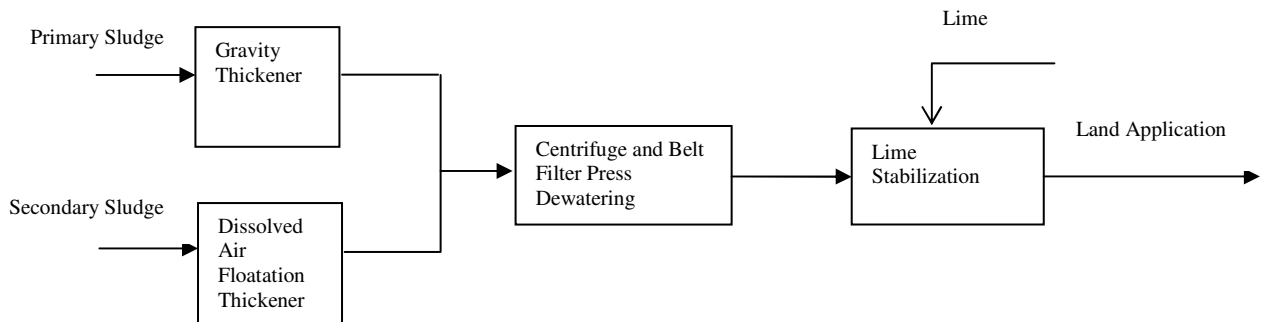 Primary Sludge
Gravity
Thickener
Secondary Sludge
Dissolved
Air
Floatation
Thickener
Centrifuge and Belt
Filter Press
Dewatering
Lime
Lime
Stabilization
Land Application